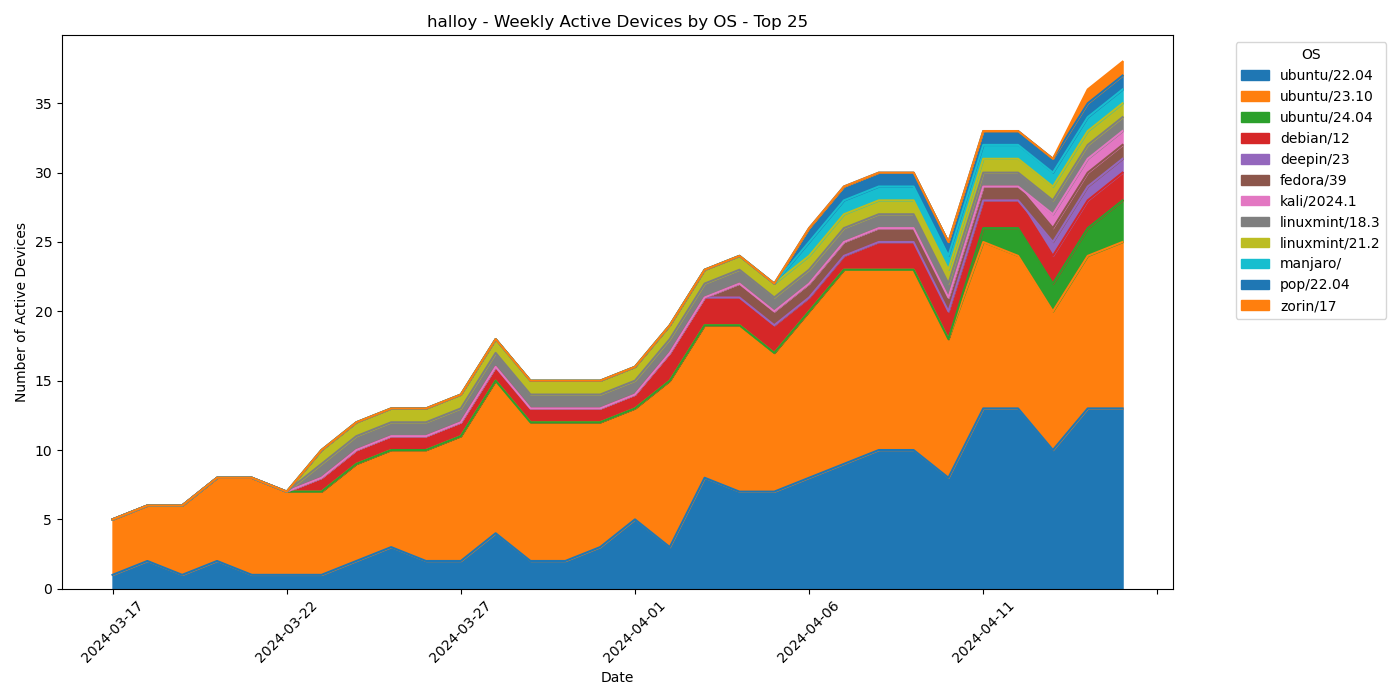 halloy - Weekly Active Devices by OS - Top 25
Number of Active Devices
35
30
25
20
15
10
5
0
2024-03-17
2024-03-22
2024-03-27
2024-04-01
2024-04-06
2024-04-11
Date
OS
ubuntu/22.04
ubuntu/23.10
ubuntu/24.04
debian/12
deepin/23
fedora/39
kali/2024.1
linuxmint/18.3
linuxmint/21.2
manjaro/
pop/22.04
zorin/17